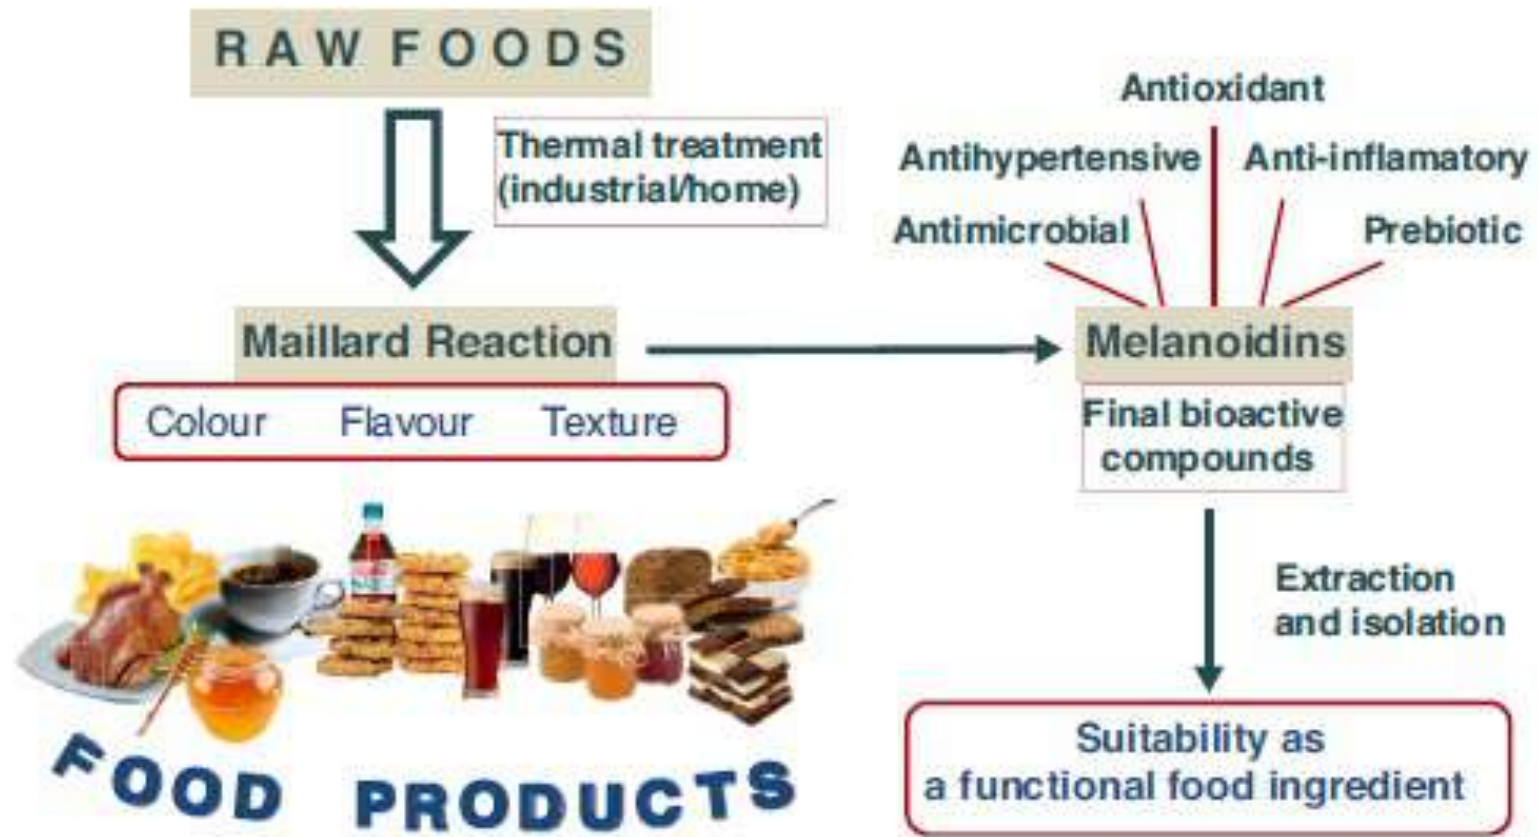 RAW FOODS
Thermal treatment
(industrial/home)
Maillard Reaction
Colour Flavour Texture
FOOD PRODUCTS
Antioxidant
Antihypertensive Anti-inflamatory
Antimicrobial Prebiotic
Melanoidins
Final bioactive
compounds
Extraction
and isolation
Suitability as
a functional food ingredient